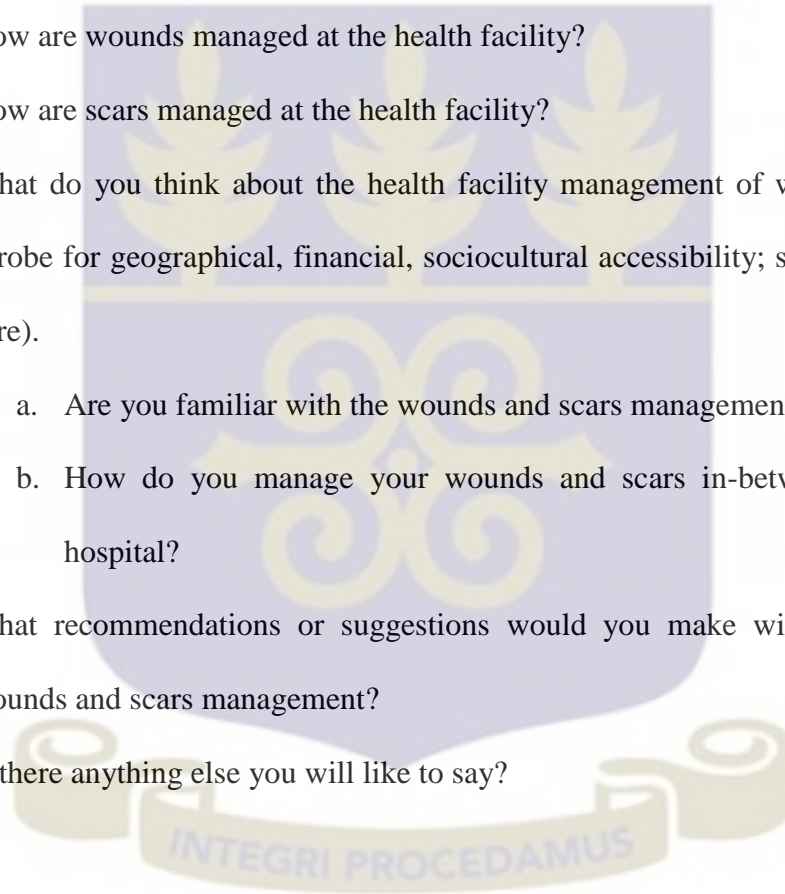 ow are wounds managed at the health facility?
ow are scars managed at the health facility?
hat do you think about the health facility management of w
robe for geographical, financial, sociocultural accessibility; s
re).
a. Are you familiar with the wounds and scars managemen
b. How do you manage your wounds and scars in-betw
hospital?
hat recommendations or suggestions would you make wi
ounds and scars management?
there anything else you will like to say?
INTEGRI PROCEDAMUS